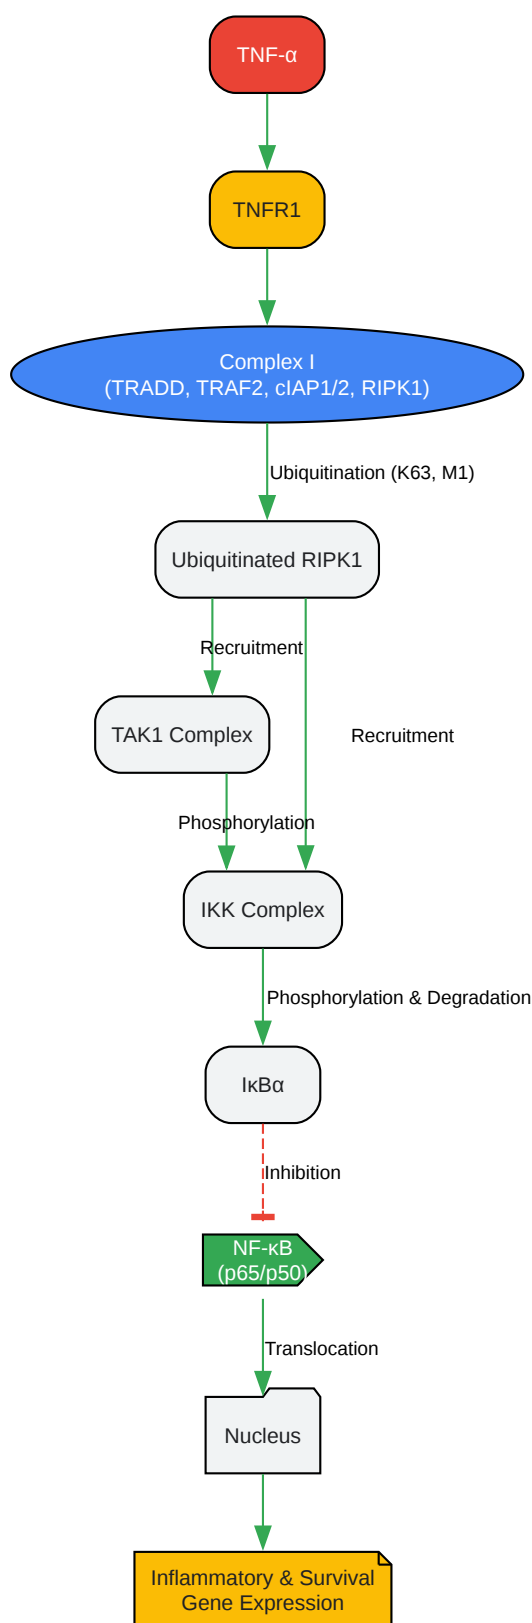 TNF-α
TNFR1
Complex I
(TRADD, TRAF2, cIAP1/2, RIPK1)
Ubiquitination (K63, M1)
Ubiquitinated RIPK1
Recruitment
TAK1 Complex
Recruitment
Phosphorylation
IKK Complex
Phosphorylation & Degradation
IκBα
Inhibition
NF-κB
(p65/p50)
Translocation
Nucleus
Inflammatory & Survival
Gene Expression